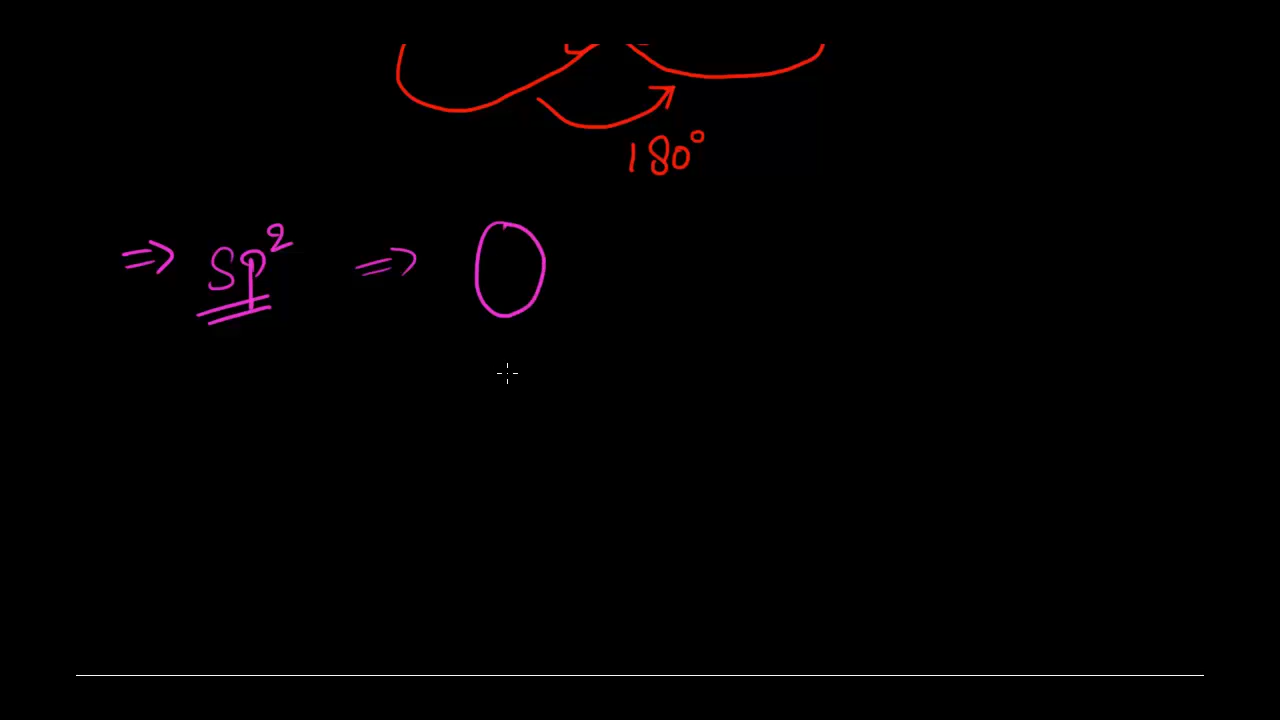 180°
⇒ sp² ⇒